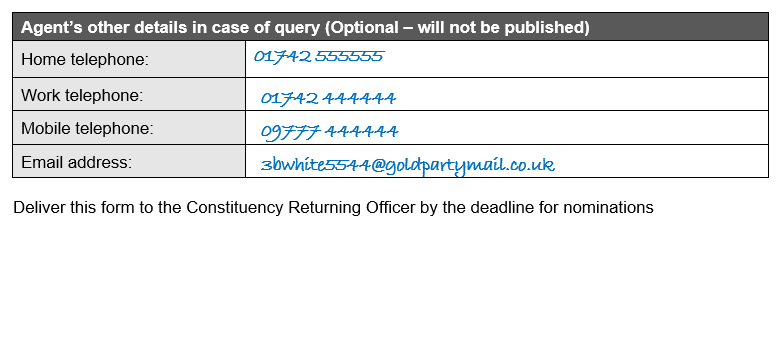 Agent's other details in case of query (Optional – will not be published)
Home telephone: 01742 555555
Work telephone: 01742 444444
Mobile telephone: 09777 444444
Email address: 3bwhite5544@goldpartymail.co.uk
Deliver this form to the Constituency Returning Officer by the deadline for nominations